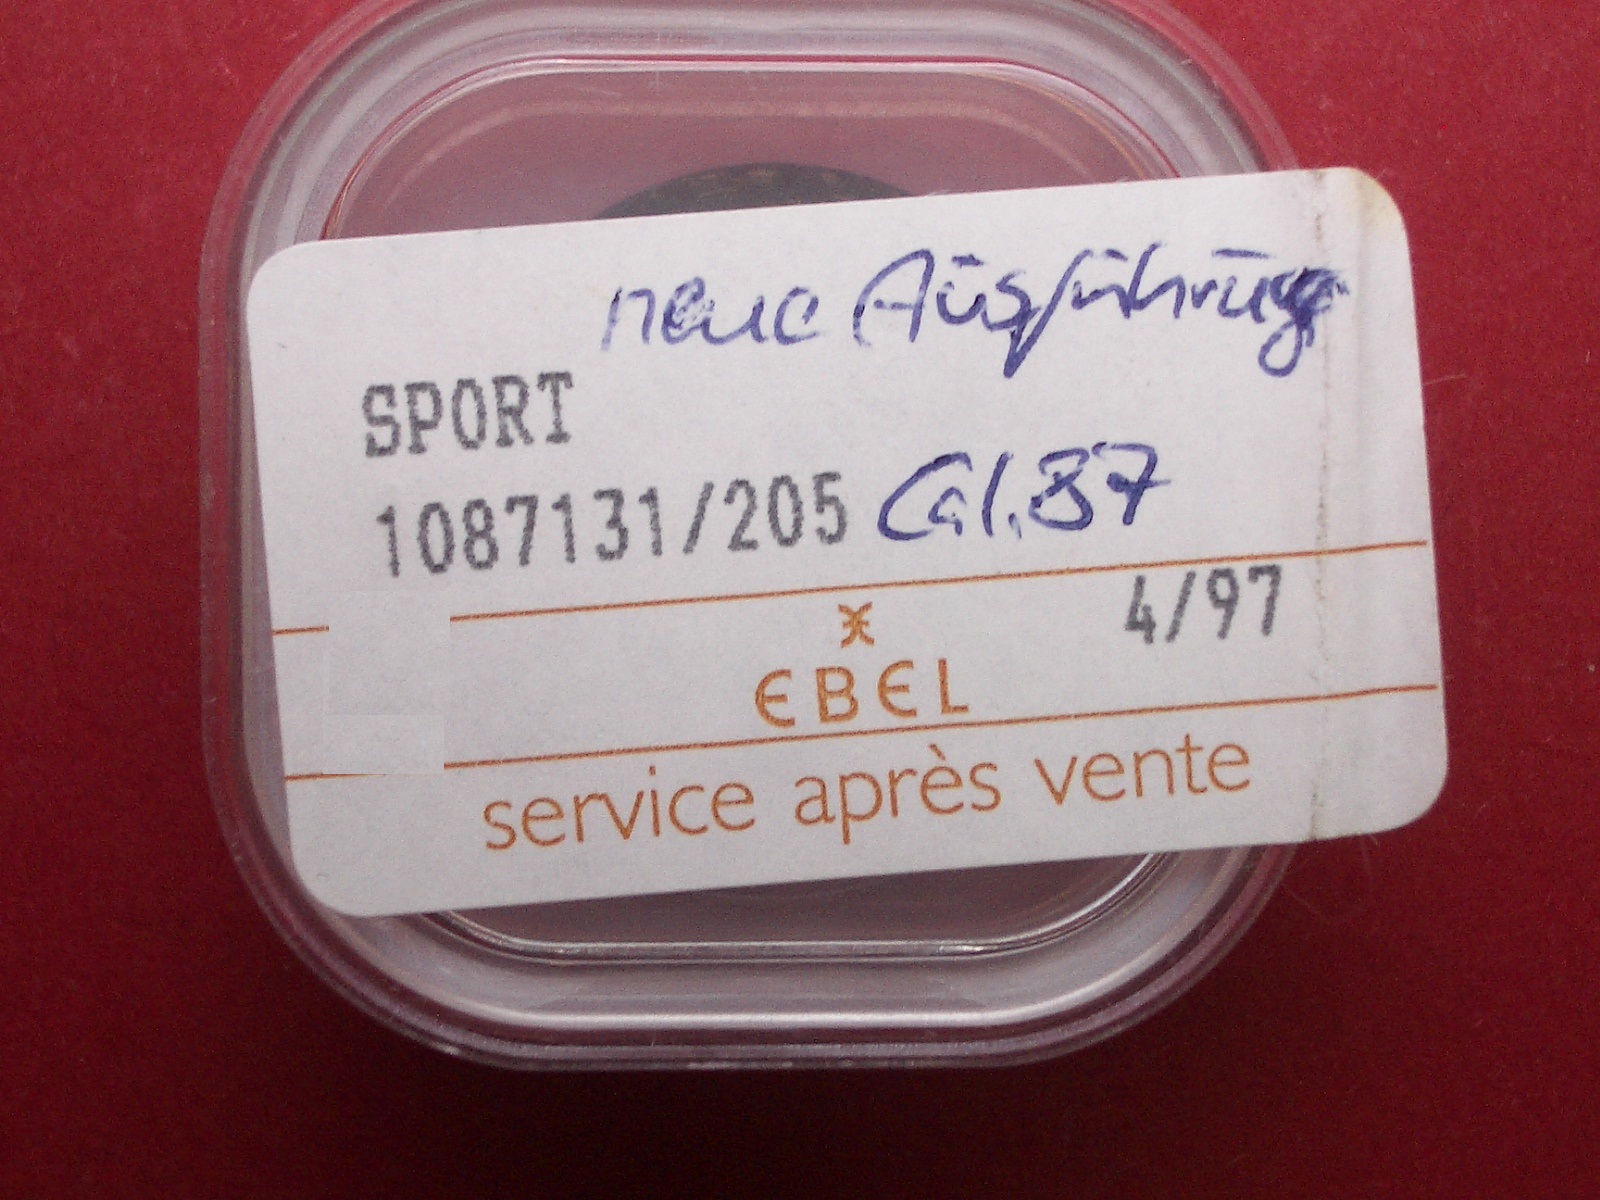 neue Ausführung
SPORT
1087131/205 Cal. 87
4/97
EBEL
service après vente